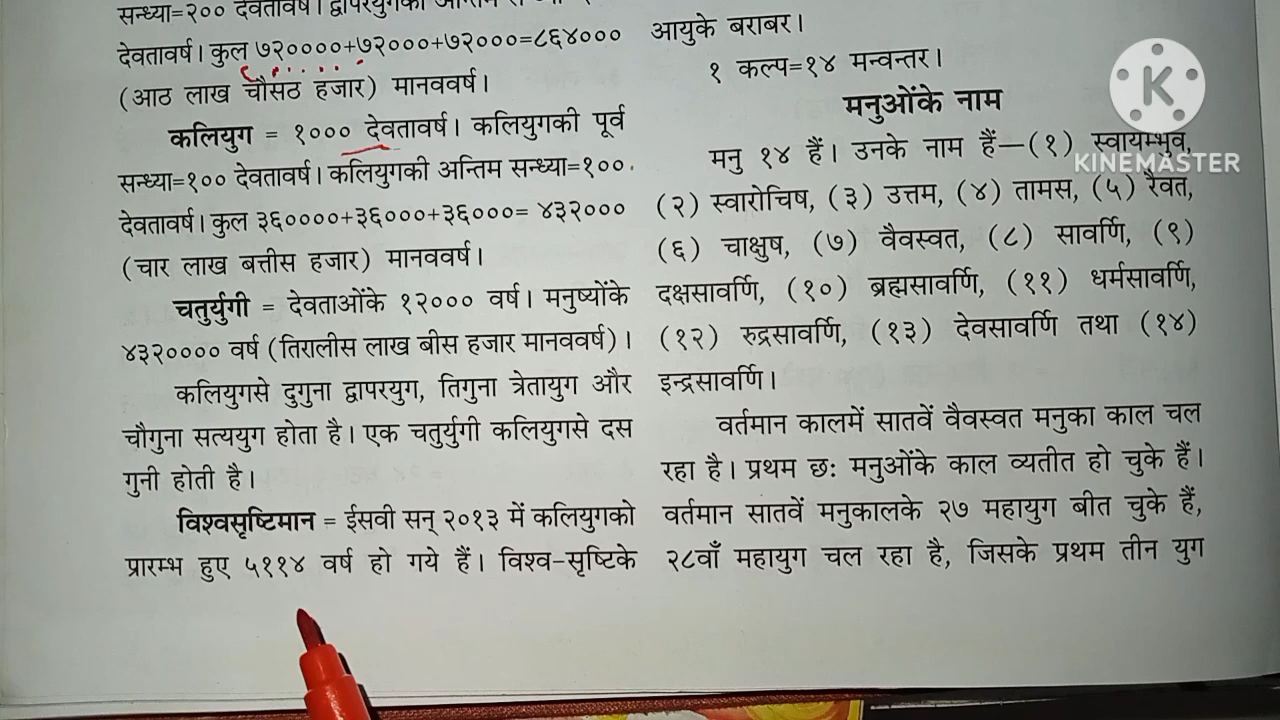 सन्ध्या=२०० देवतावर्ष। द्वापरयुगकी अन्तिम
देवतावर्ष। कुल ७२००००+७२०००+७२०००=८६४०००
(आठ लाख चौंसठ हजार) मानववर्ष।
कलियुग = १००० देवतावर्ष। कलियुगकी पूर्व
सन्ध्या=१०० देवतावर्ष। कलियुगकी अन्तिम सन्ध्या=१००
देवतावर्ष। कुल ३६००००+३६०००+३६०००= ४३२०००
(चार लाख बत्तीस हजार) मानववर्ष।
चतुर्युगी = देवताओंके १२००० वर्ष। मनुष्योंके
४३२०००० वर्ष (तिरालीस लाख बीस हजार मानववर्ष)।
कलियुगसे दुगुना द्वापरयुग, तिगुना त्रेतायुग और
चौगुना सत्ययुग होता है। एक चतुर्युगी कलियुगसे दस
गुनी होती है।
विश्वसृष्टिमान = ईसवी सन् २०१३ में कलियुगको
प्रारम्भ हुए ५११४ वर्ष हो गये हैं। विश्व-सृष्टिके
आयुके बराबर।
१ कल्प=१४ मन्वन्तर।
मनुओंके नाम
मनु १४ हैं। उनके नाम हैं—(१) स्वायम्भुव,
(२) स्वारोचिष, (३) उत्तम, (४) तामस, (५) रैवत,
(६) चाक्षुष, (७) वैवस्वत, (८) सावर्णि, (९)
दक्षसावर्णि, (१०) ब्रह्मसावर्णि, (११) धर्मसावर्णि,
(१२) रुद्रसावर्णि, (१३) देवसावर्णि तथा (१४)
इन्द्रसावर्णि।
वर्तमान कालमें सातवें वैवस्वत मनुका काल चल
रहा है। प्रथम छः मनुओंके काल व्यतीत हो चुके हैं।
वर्तमान सातवें मनुकालके २७ महायुग बीत चुके हैं,
२८वाँ महायुग चल रहा है, जिसके प्रथम तीन युग
K
KINEMASTER